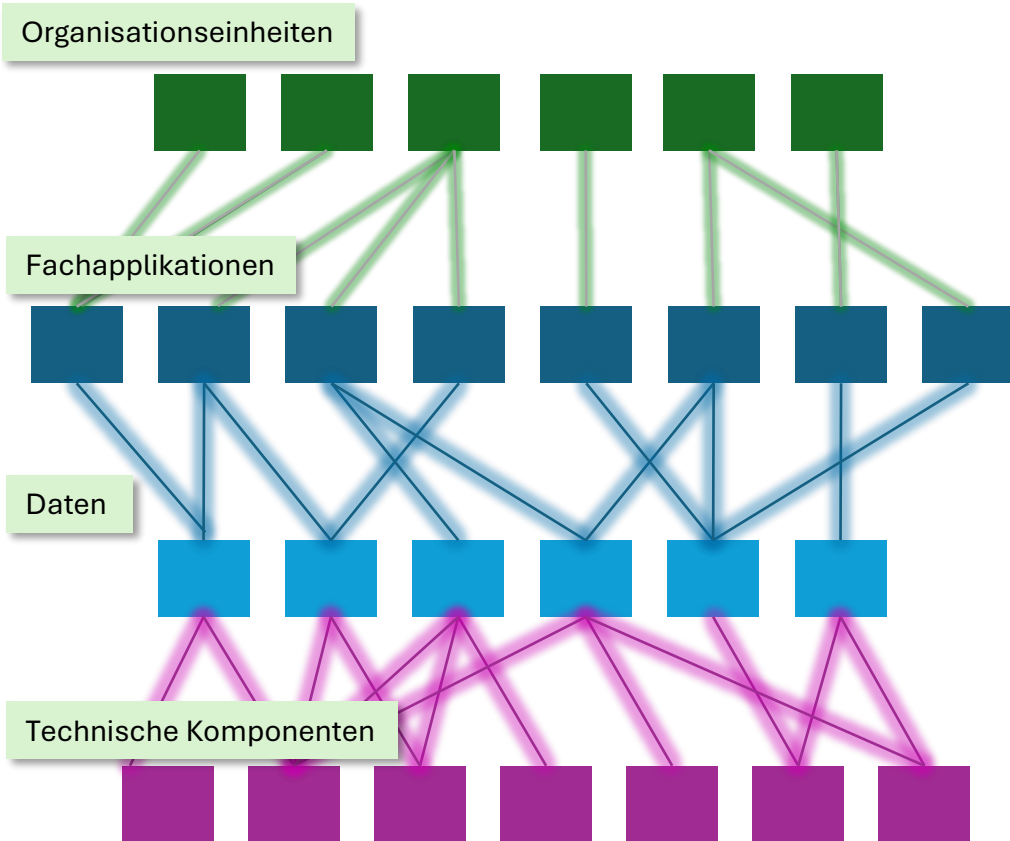 Organisationseinheiten
Fachapplikationen
Daten
Technische Komponenten